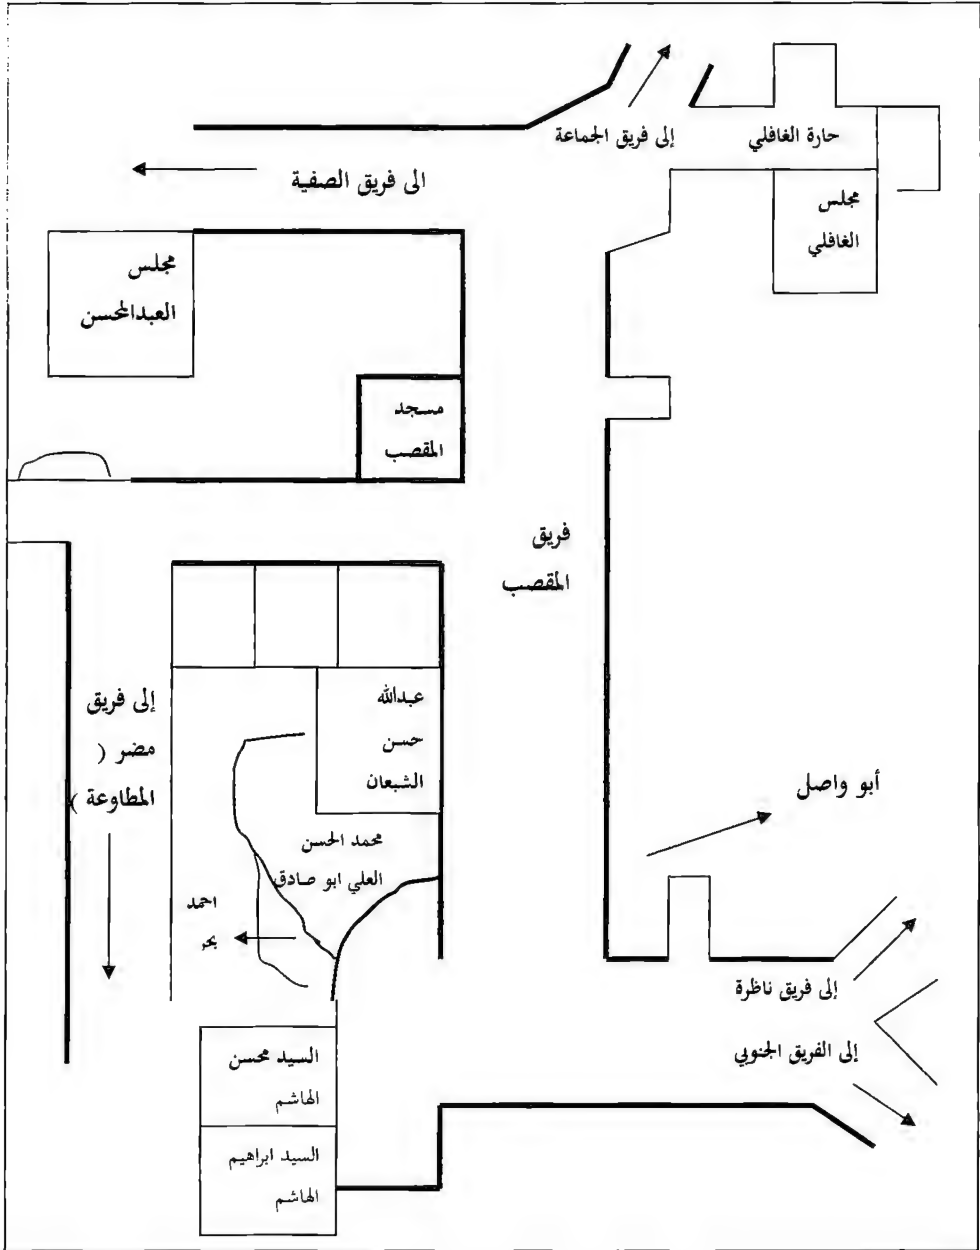 إلى فريق الجماعة
حارة الغافلي
الى فريق الصفية
مجلس
الغافلي
مجلس
العبدالمحسن
مسجد
المقصب
فريق
المقصب
إلى فريق
مضر (
المطاوعة )
عبدالله
حسن
الشبعان
أبو واصل
محمد الحسن
العلي ابو صادق
احمد
بحر
إلى فريق ناظرة
إلى الفريق الجنوبي
السيد محسن
الهاشم
السيد ابراهيم
الهاشم